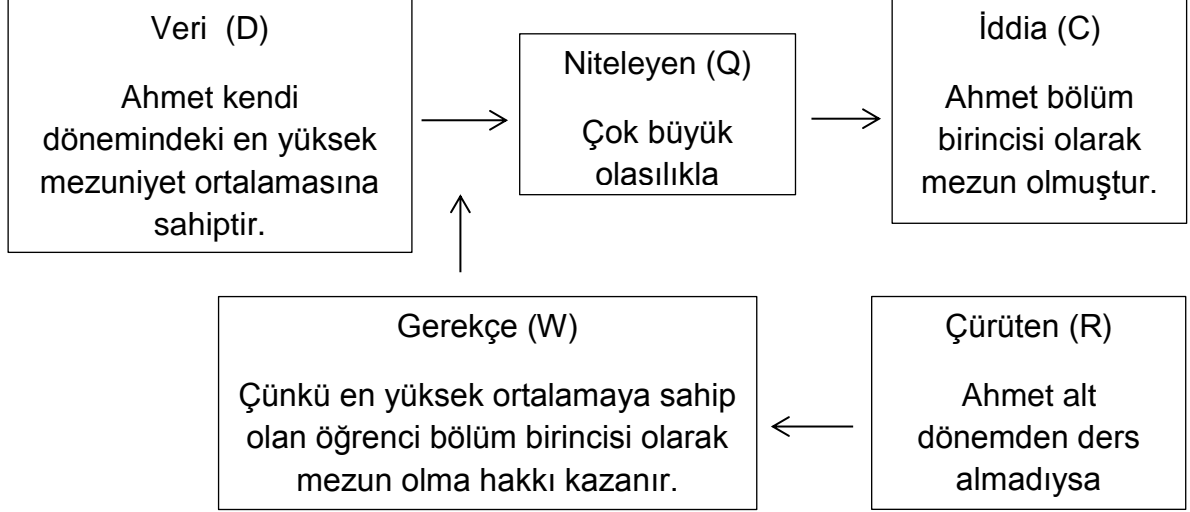 Veri (D)
Ahmet kendi
dönemindeki en yüksek
mezuniyet ortalamasına
sahiptir.
Niteleyen (Q)
Çok büyük
olasılıkla
İddia (C)
Ahmet bölüm
birincisi olarak
mezun olmuştur.
Gerekçe (W)
Çünkü en yüksek ortalamaya sahip
olan öğrenci bölüm birincisi olarak
mezun olma hakkı kazanır.
Çürüten (R)
Ahmet alt
dönemden ders
almadıysa